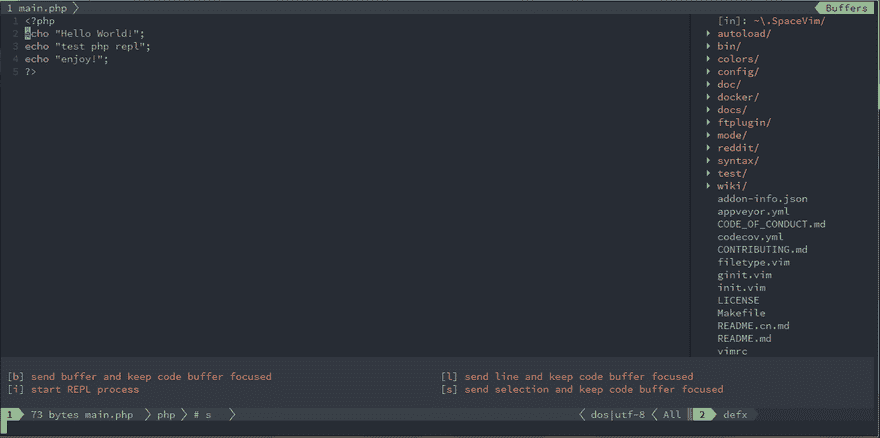 1 main.php
Buffers
1 <?php
2 echo "Hello World!";
3 echo "test php repl";
4 echo "enjoy!";
5 ?>
[in]: ~\.SpaceVim/
autoload/
bin/
colors/
config/
doc/
docker/
docs/
ftplugin/
mode/
reddit/
syntax/
test/
wiki/
addon-info.json
appveyor.yml
CODE_OF_CONDUCT.md
codecov.yml
CONTRIBUTING.md
filetype.vim
ginit.vim
init.vim
LICENSE
Makefile
README.cn.md
README.md
vimrc
[b] send buffer and keep code buffer focused
[l] send line and keep code buffer focused
[i] start REPL process
[s] send selection and keep code buffer focused
1 73 bytes main.php php # s dos|utf-8 All 2 defx